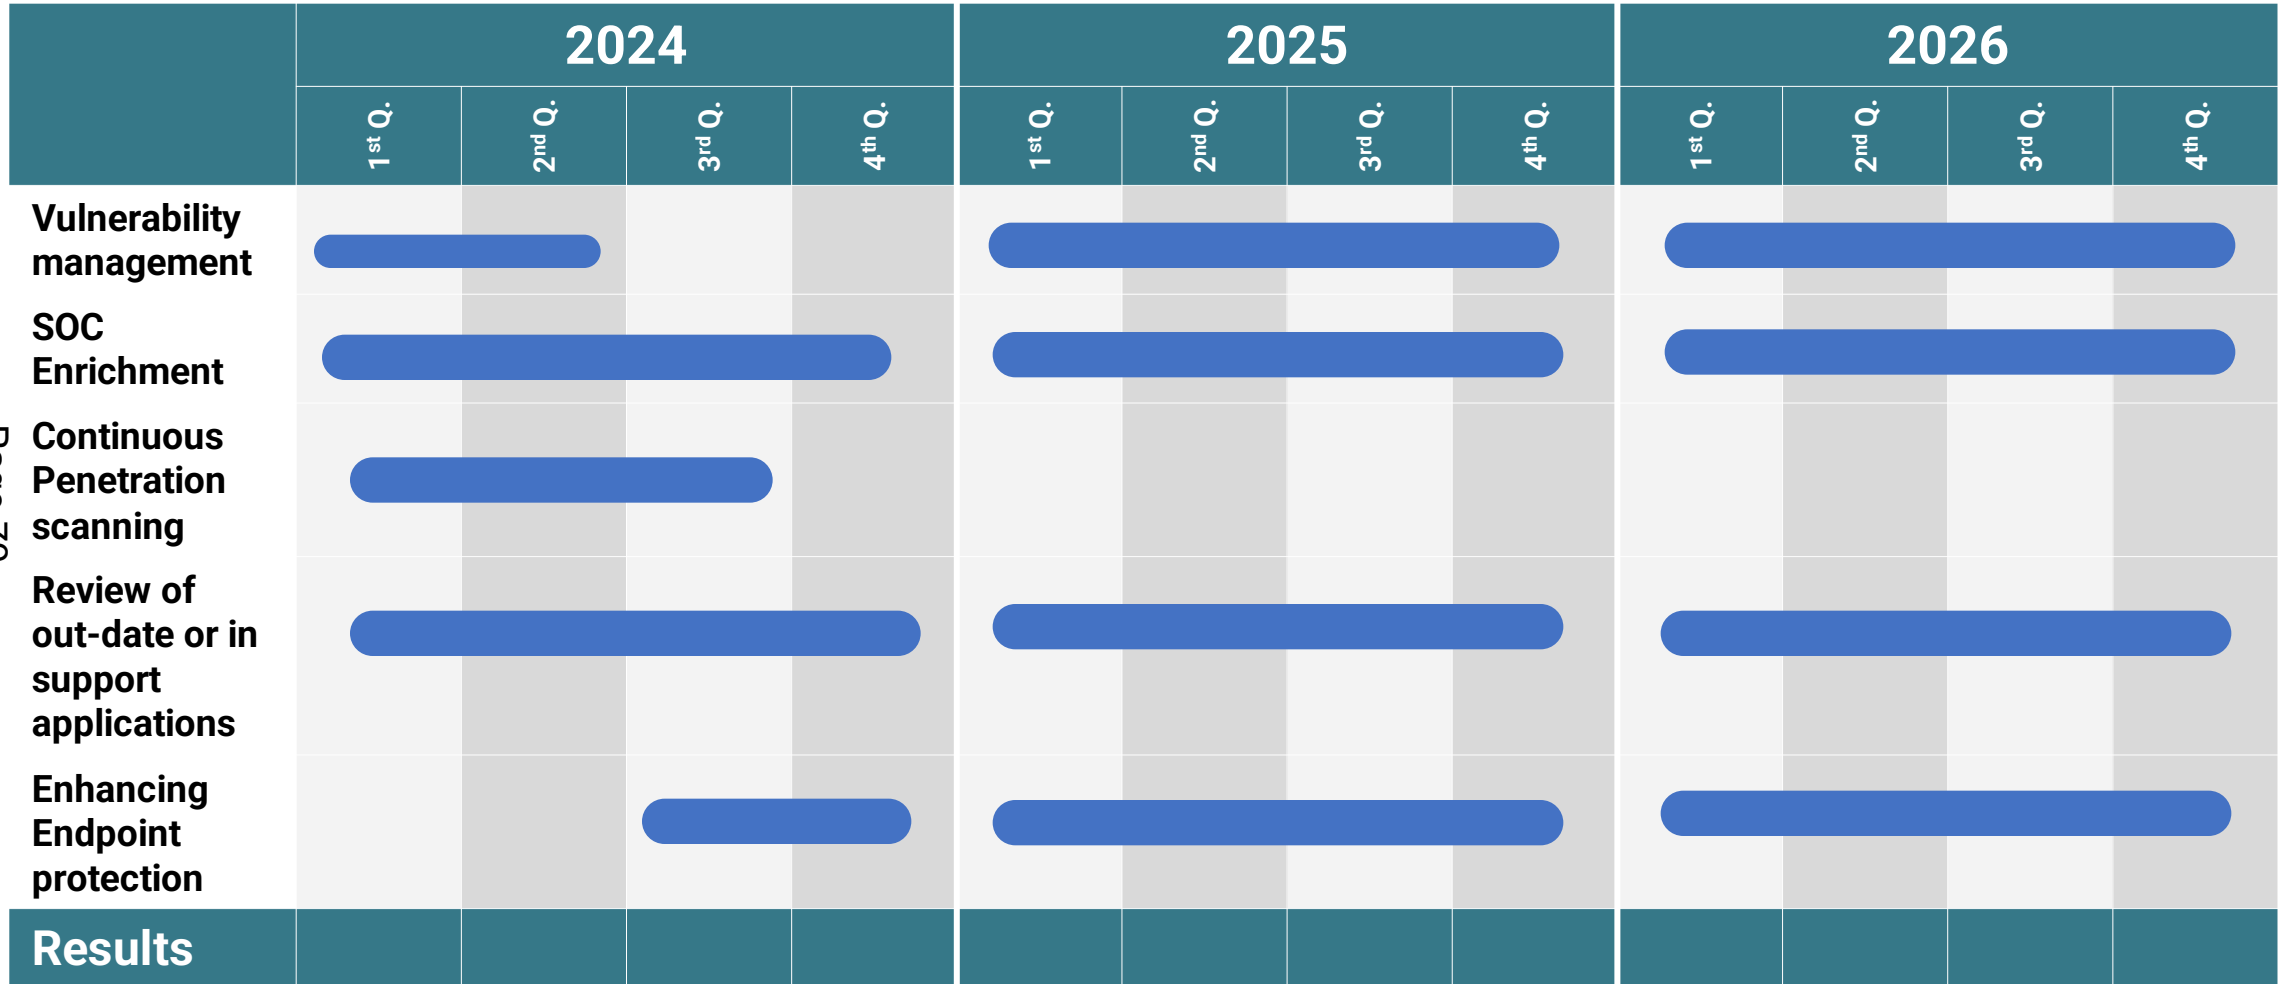 2024
2025
2026
1st Q.
2nd Q.
3rd Q.
4th Q.
1st Q.
2nd Q.
3rd Q.
4th Q.
1st Q.
2nd Q.
3rd Q.
4th Q.
Vulnerability
management
SOC
Enrichment
Continuous
Penetration
scanning
Review of
out-date or in
support
applications
Enhancing
Endpoint
protection
Results